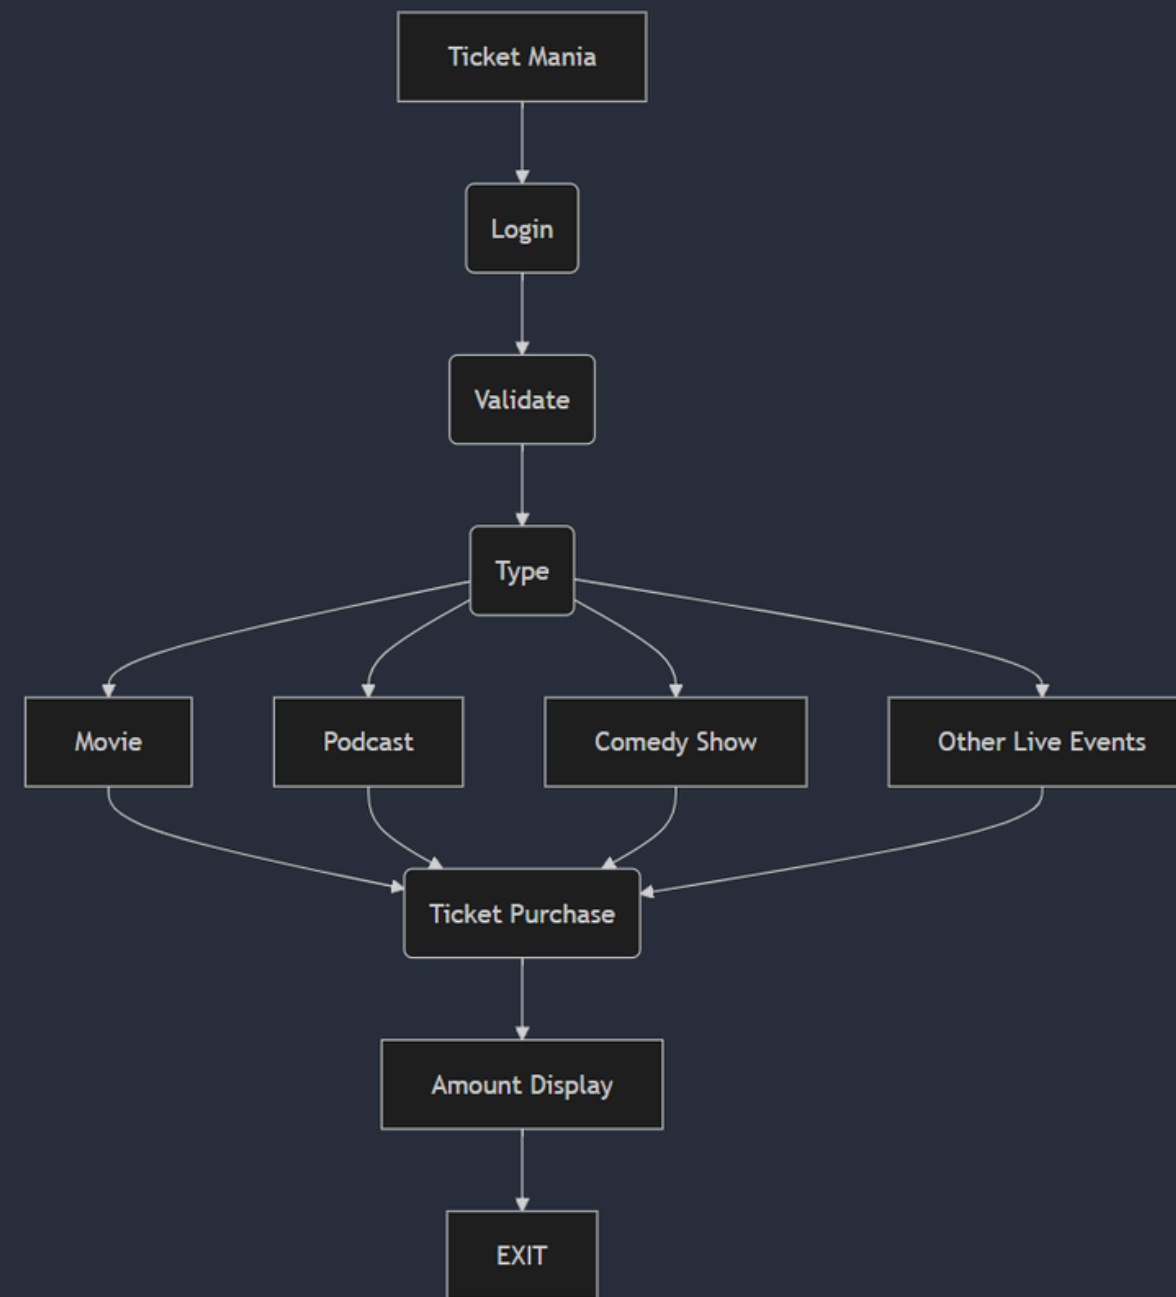 Ticket Mania
Login
Validate
Type
Movie
Podcast
Comedy Show
Other Live Events
Ticket Purchase
Amount Display
EXIT